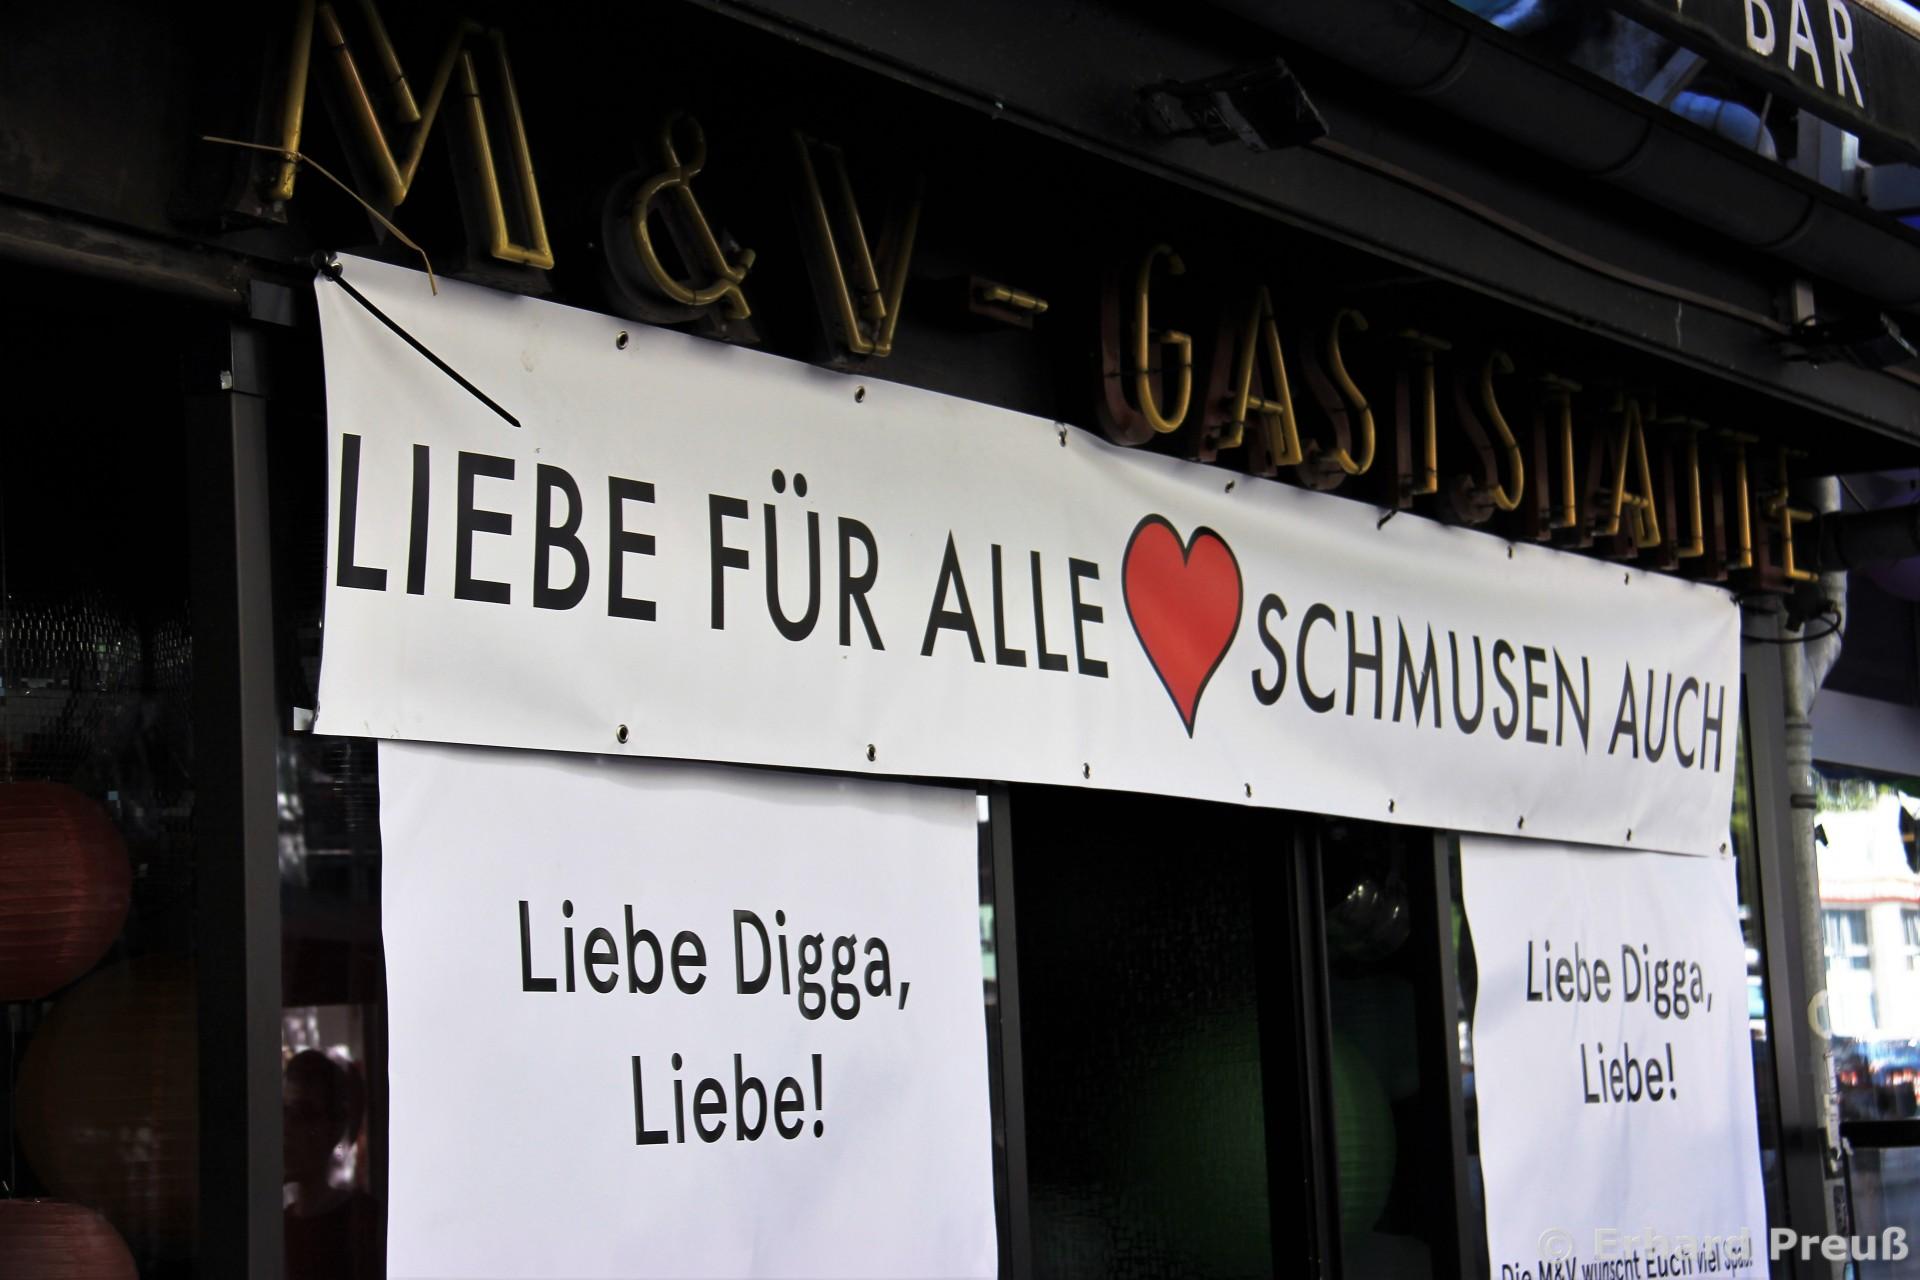 BAR
M&V-GASTSTÄTTE
LIEBE FÜR ALLE SCHMUSEN AUCH
Liebe Digga,
Liebe!
Liebe Digga,
Liebe!
Die M&V wünscht Euch viel Spaß!
© Erhard Preuß